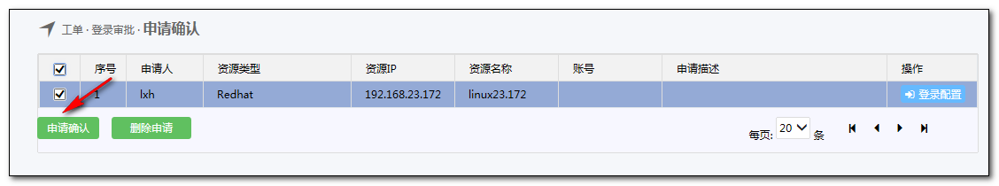 工单 · 登录审批 · 申请确认
序号 申请人 资源类型 资源IP 资源名称 账号 申请描述 操作
1 lxh Redhat 192.168.23.172 linux23.172 登录配置
申请确认 删除申请 每页: 20 条